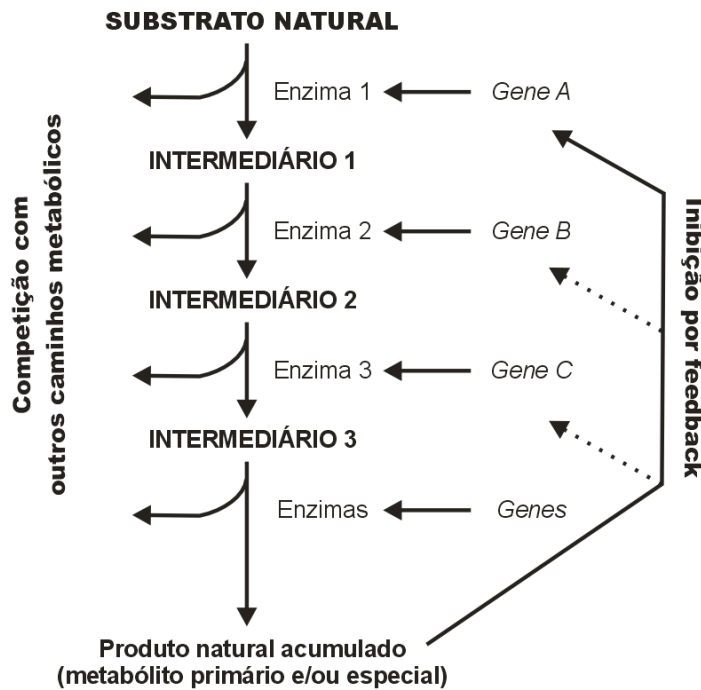 SUBSTRATO NATURAL
Enzima 1
Gene A
INTERMEDIÁRIO 1
Enzima 2
Gene B
INTERMEDIÁRIO 2
Enzima 3
Gene C
INTERMEDIÁRIO 3
Enzimas
Genes
Produto natural acumulado
(metabólito primário e/ou especial)
Competição com
outros caminhos metabólicos
Inibição por feedback